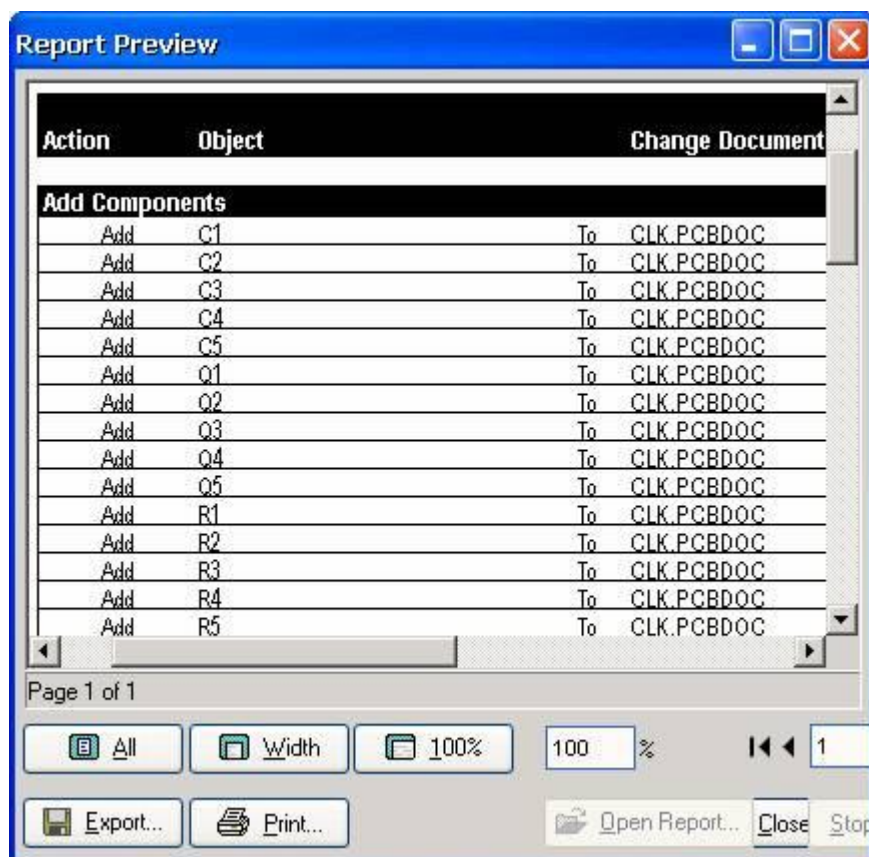 Report Preview
Action Object Change Document
Add Components
Add C1 To CLK.PCBDOC
Add C2 To CLK.PCBDOC
Add C3 To CLK.PCBDOC
Add C4 To CLK.PCBDOC
Add C5 To CLK.PCBDOC
Add Q1 To CLK.PCBDOC
Add Q2 To CLK.PCBDOC
Add Q3 To CLK.PCBDOC
Add Q4 To CLK.PCBDOC
Add Q5 To CLK.PCBDOC
Add R1 To CLK.PCBDOC
Add R2 To CLK.PCBDOC
Add R3 To CLK.PCBDOC
Add R4 To CLK.PCBDOC
Add R5 To CLK.PCBDOC
Page 1 of 1
All Width 100% 100 % 1
Export... Print... Open Report... Close Stop